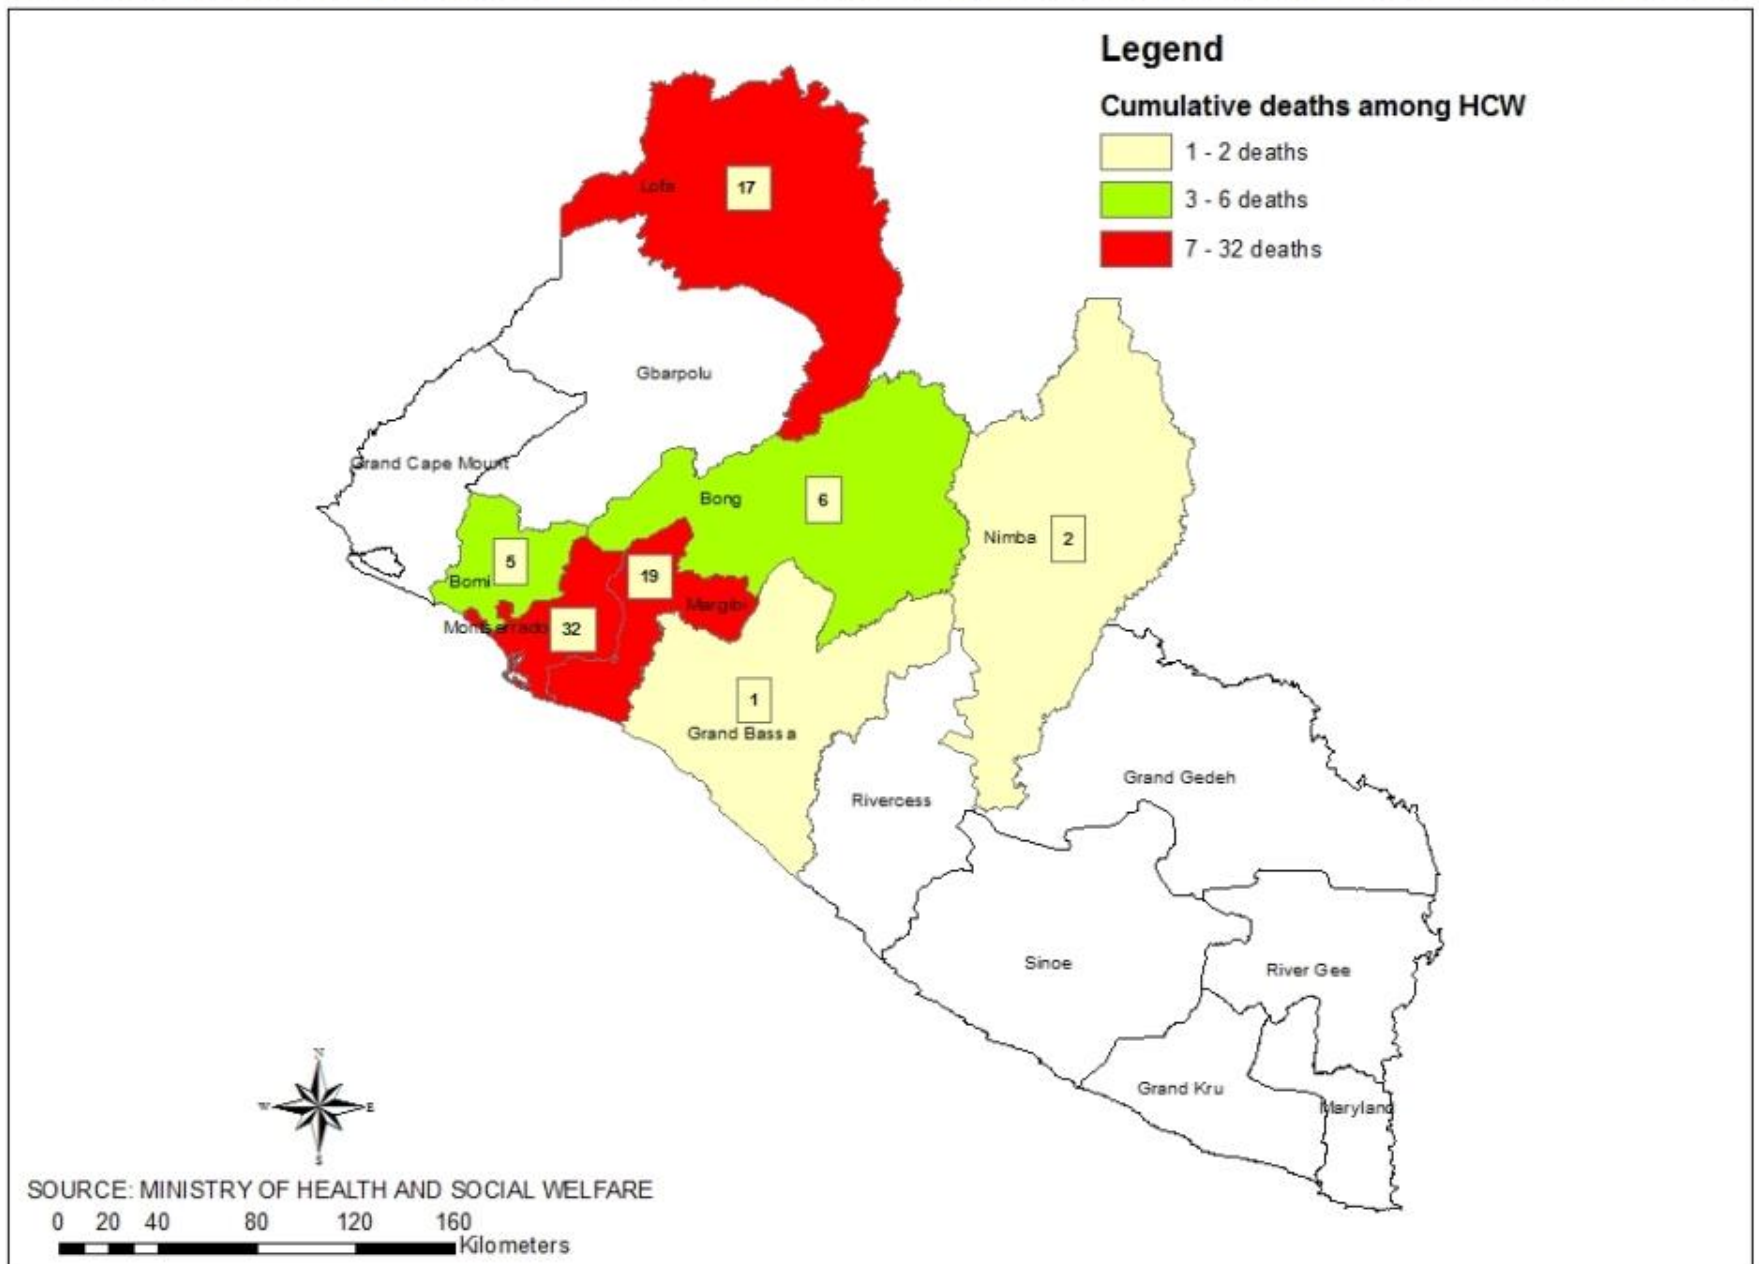 Legend
Cumulative deaths among HCW
1 - 2 deaths
3 - 6 deaths
7 - 32 deaths
Lofa
17
Gbarpolu
Grand Cape Mount
Bong
6
Nimba
2
Bomi
5
19
Margibi
Montserrado
32
1
Grand Bassa
Rivercess
Grand Gedeh
Sinoe
River Gee
Grand Kru
Maryland
N
W
E
S
SOURCE: MINISTRY OF HEALTH AND SOCIAL WELFARE
0 20 40 80 120 160
Kilometers